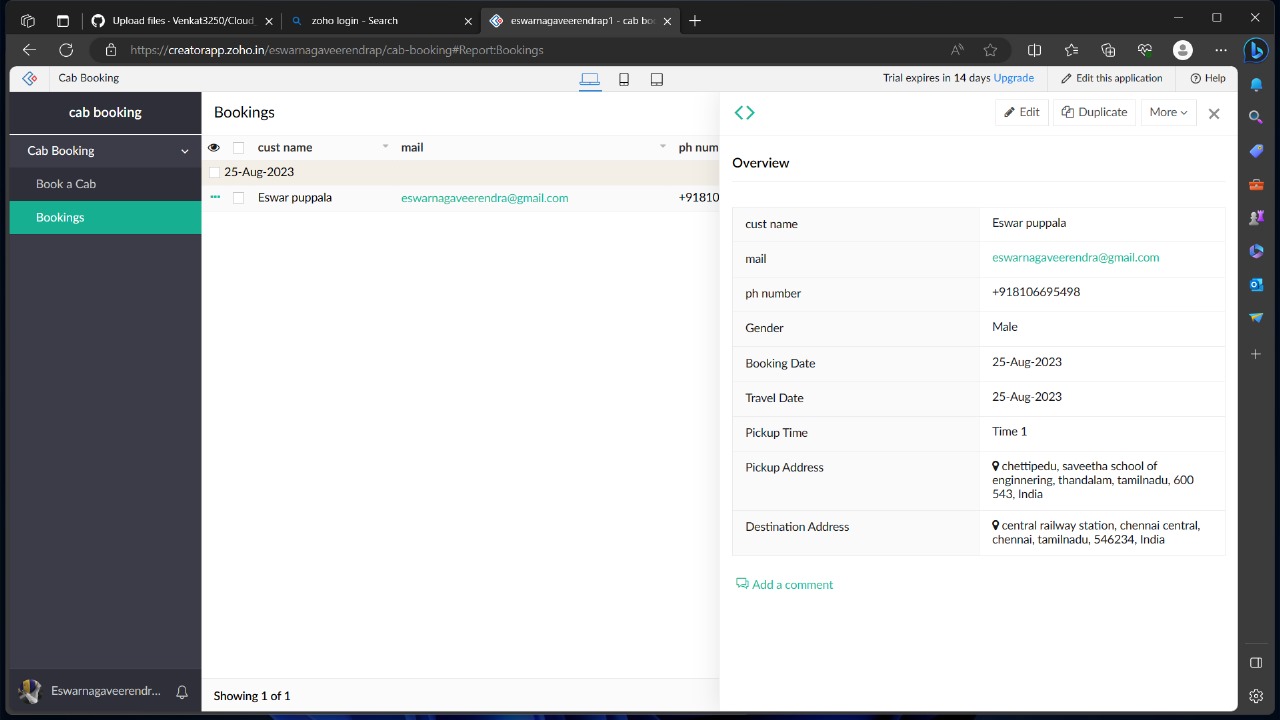 Upload files · Venkat3250/Cloud_
zoho login - Search
eswarnagaveerendrap1 - cab bo
https://creatorapp.zoho.in/eswarnagaveerendrap/cab-booking#Report:Bookings
Cab Booking
Trial expires in 14 days Upgrade
Edit this application
Help
cab booking
Cab Booking
Book a Cab
Bookings
Eswarnagaveerendr...
Bookings
cust name
mail
ph num
25-Aug-2023
Eswar puppala
eswarnagaveerendra@gmail.com
+91810
Showing 1 of 1
Edit
Duplicate
More
Overview
cust name
Eswar puppala
mail
eswarnagaveerendra@gmail.com
ph number
+918106695498
Gender
Male
Booking Date
25-Aug-2023
Travel Date
25-Aug-2023
Pickup Time
Time 1
Pickup Address
chettipedu, saveetha school of
enginnering, thandalam, tamilnadu, 600
543, India
Destination Address
central railway station, chennai central,
chennai, tamilnadu, 546234, India
Add a comment